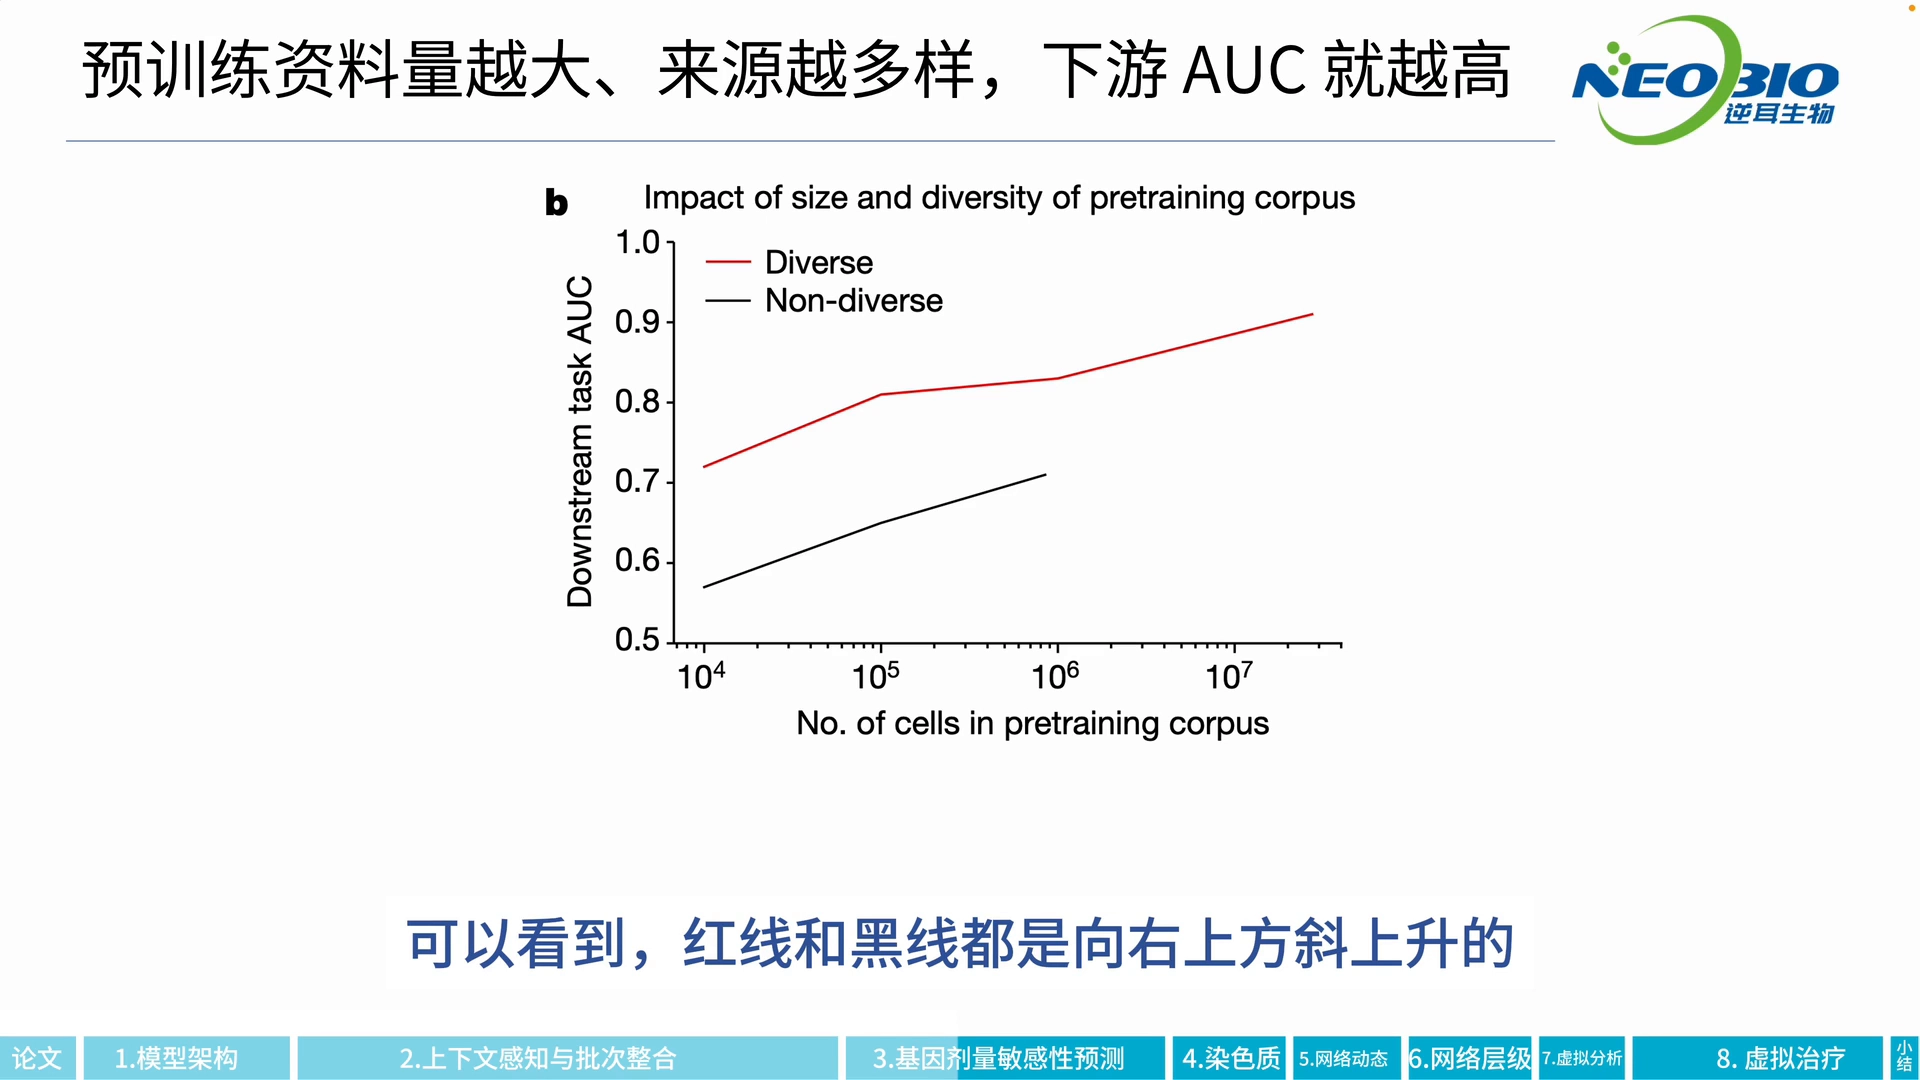 预训练资料量越大、来源越多样，下游 AUC 就越高
NEOBIO
逆耳生物
b
Impact of size and diversity of pretraining corpus
Diverse
Non-diverse
Downstream task AUC
1.0
0.9
0.8
0.7
0.6
0.5
10⁴
10⁵
10⁶
10⁷
No. of cells in pretraining corpus
可以看到，红线和黑线都是向右上方斜上升的
论文
1.模型架构
2.上下文感知与批次整合
3.基因剂量敏感性预测
4.染色质
5.网络动态
6.网络层级
7.虚拟分析
8. 虚拟治疗
小结